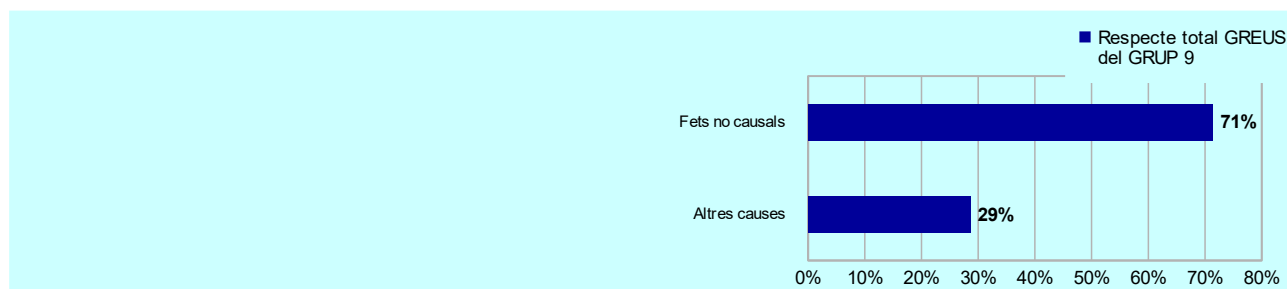 Respecte total GREUS
del GRUP 9
Fets no causals
71%
Altres causes
29%
0% 10% 20% 30% 40% 50% 60% 70% 80%